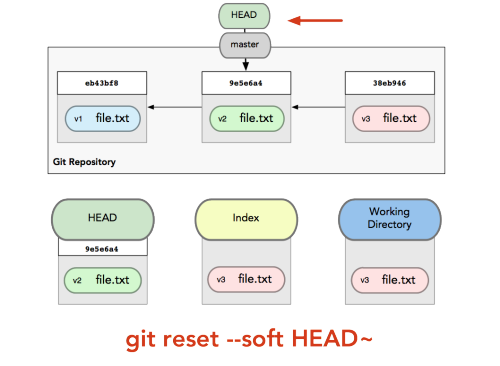 HEAD
master
eb43bf8 9e5e6a4 38eb946
v1 file.txt v2 file.txt v3 file.txt
Git Repository
HEAD Index Working
Directory
9e5e6a4
v2 file.txt v3 file.txt v3 file.txt
git reset --soft HEAD~